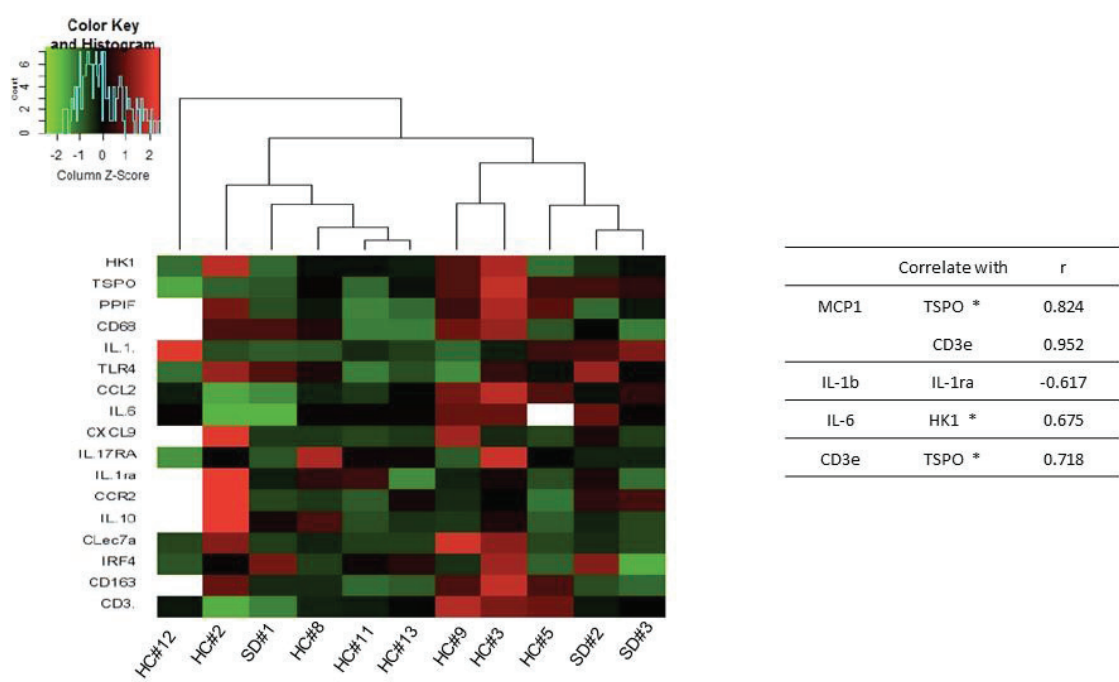 Color Key
and Histogram
Count
0 2 4 6
-2 -1 0 1 2
Column Z-Score
HK1
TSPO
PPIF
CD68
IL.1.
TLR4
CCL2
IL.6
CXCL9
IL.17RA
IL.1ra
CCR2
IL.10
CLec7a
IRF4
CD163
CD3.
HC#12 HC#2 SD#1 HC#8 HC#11 HC#13 HC#9 HC#3 HC#5 SD#2 SD#3
Correlate with r
MCP1 TSPO * 0.824
CD3e 0.952
IL-1b IL-1ra -0.617
IL-6 HK1 * 0.675
CD3e TSPO * 0.718